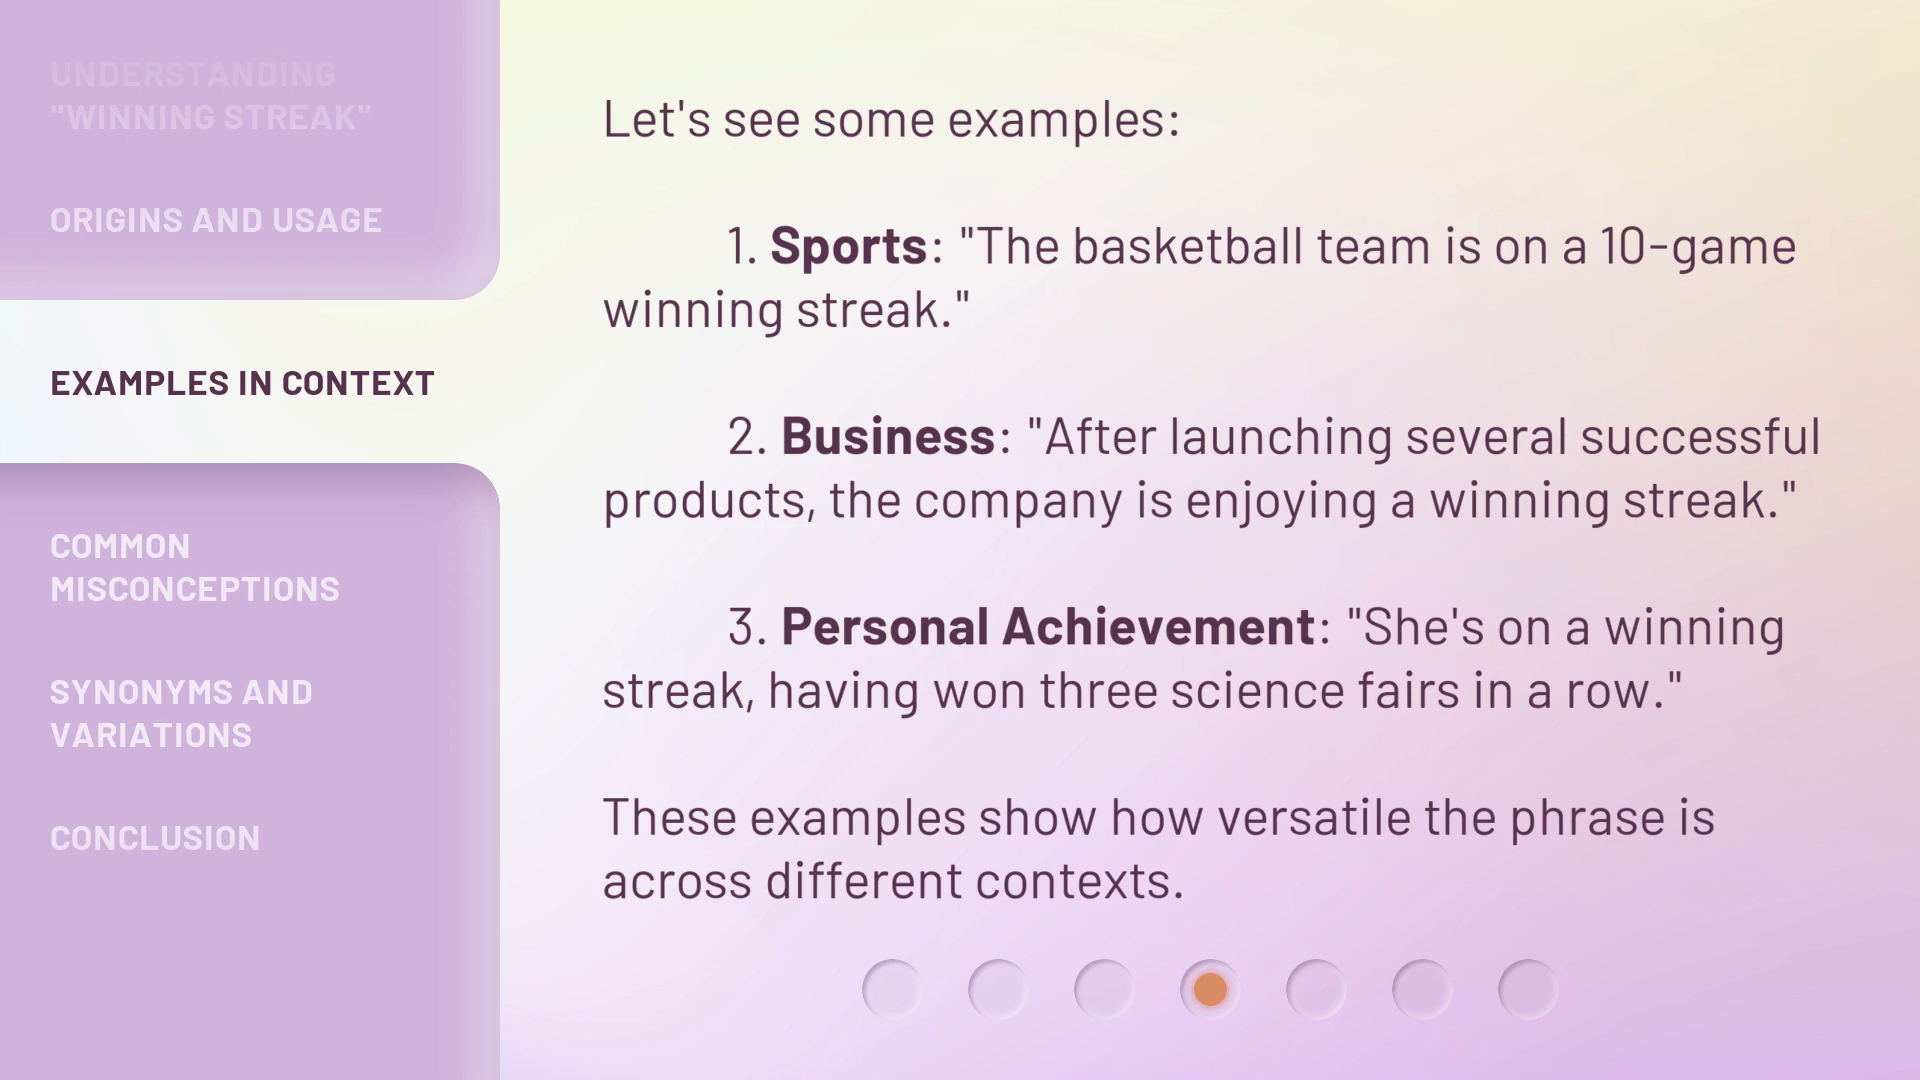 UNDERSTANDING
"WINNING STREAK"
ORIGINS AND USAGE
EXAMPLES IN CONTEXT
COMMON
MISCONCEPTIONS
SYNONYMS AND
VARIATIONS
CONCLUSION
Let's see some examples:
1. Sports: "The basketball team is on a 10-game
winning streak."
2. Business: "After launching several successful
products, the company is enjoying a winning streak."
3. Personal Achievement: "She's on a winning
streak, having won three science fairs in a row."
These examples show how versatile the phrase is
across different contexts.